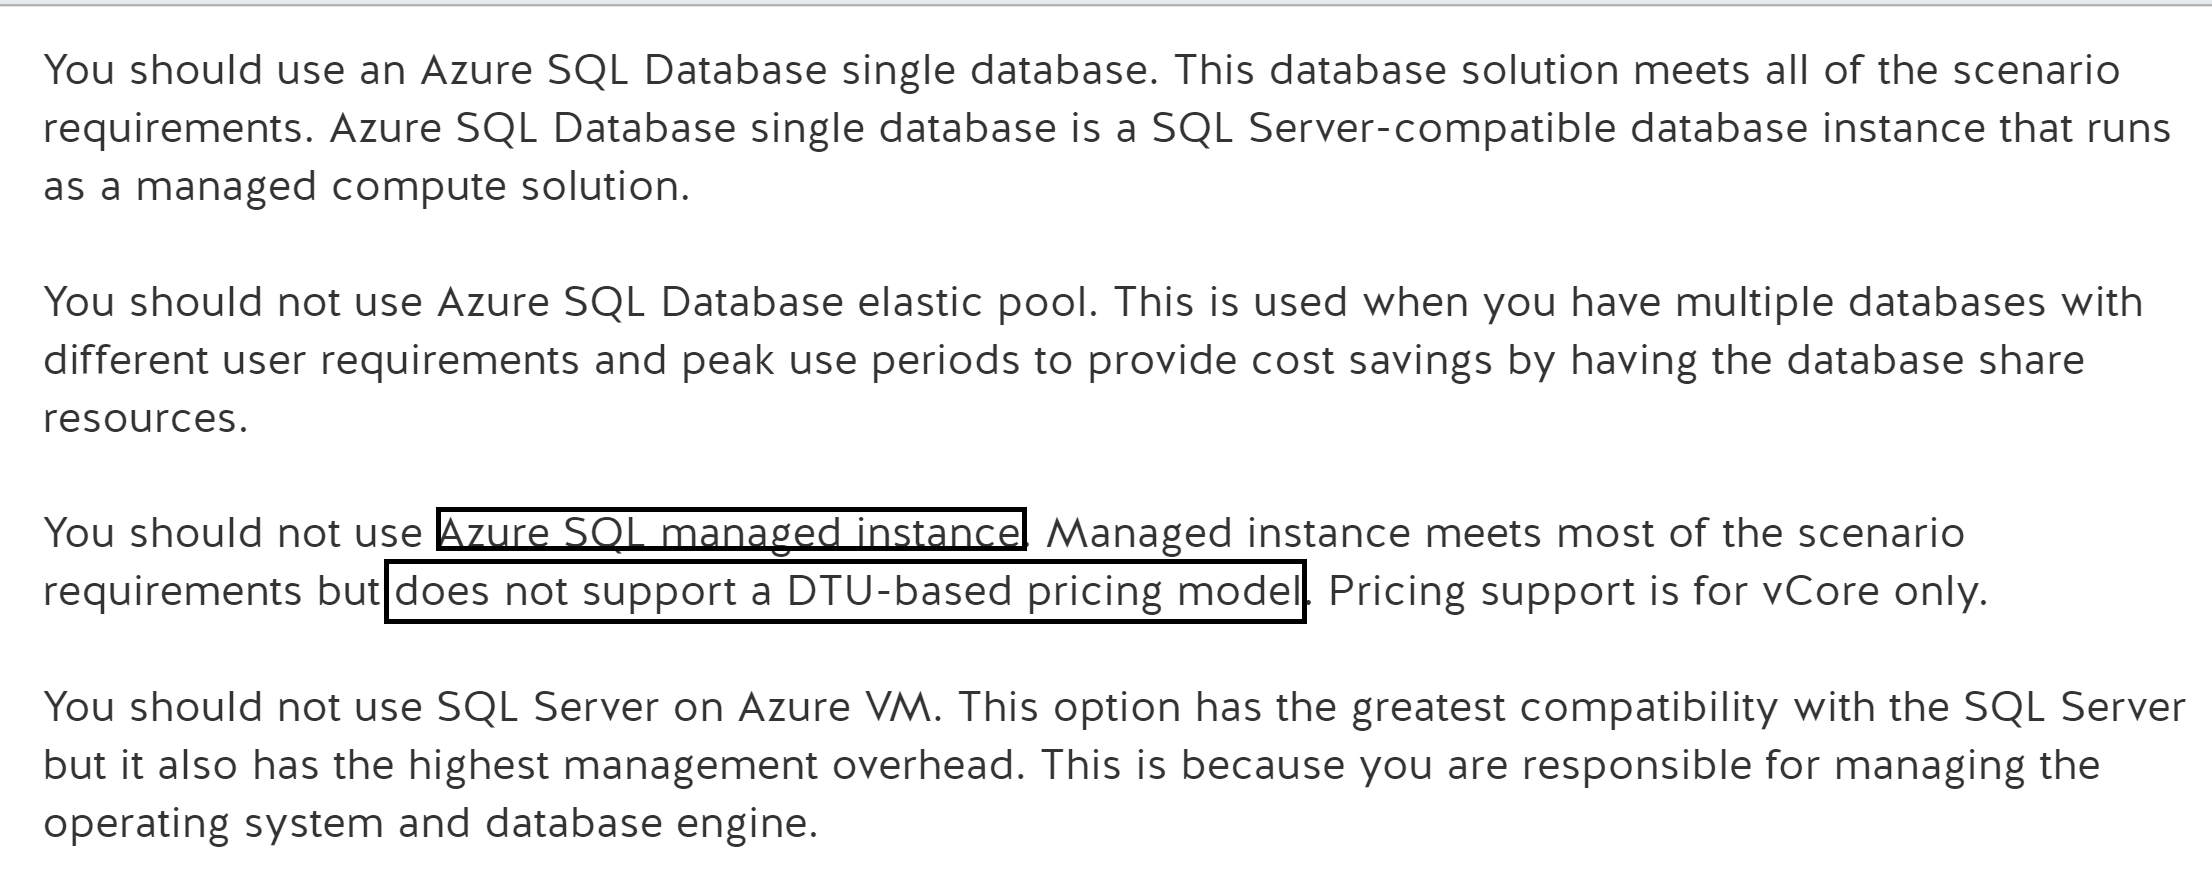 You should use an Azure SQL Database single database. This database solution meets all of the scenario
requirements. Azure SQL Database single database is a SQL Server-compatible database instance that runs
as a managed compute solution.
You should not use Azure SQL Database elastic pool. This is used when you have multiple databases with
different user requirements and peak use periods to provide cost savings by having the database share
resources.
You should not use Azure SQL managed instance. Managed instance meets most of the scenario
requirements but does not support a DTU-based pricing model. Pricing support is for vCore only.
You should not use SQL Server on Azure VM. This option has the greatest compatibility with the SQL Server
but it also has the highest management overhead. This is because you are responsible for managing the
operating system and database engine.